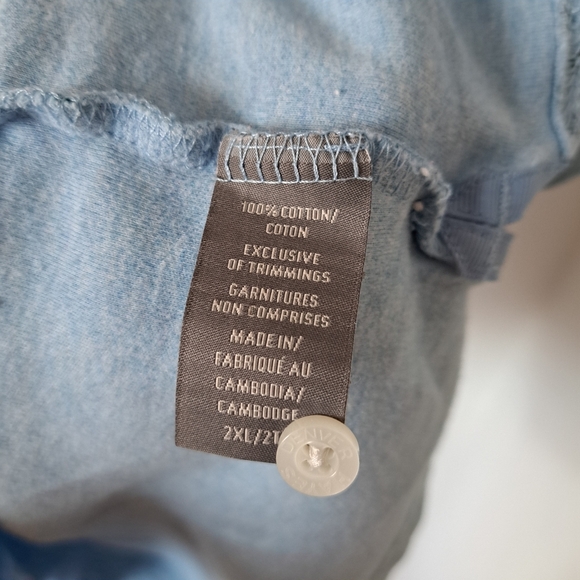 100% COTTON/
COTON
EXCLUSIVE
OF TRIMMINGS
GARNITURES
NON COMPRISES
MADE IN/
FABRIQUÉ AU
CAMBODIA/
CAMBODGE
2XL/2T